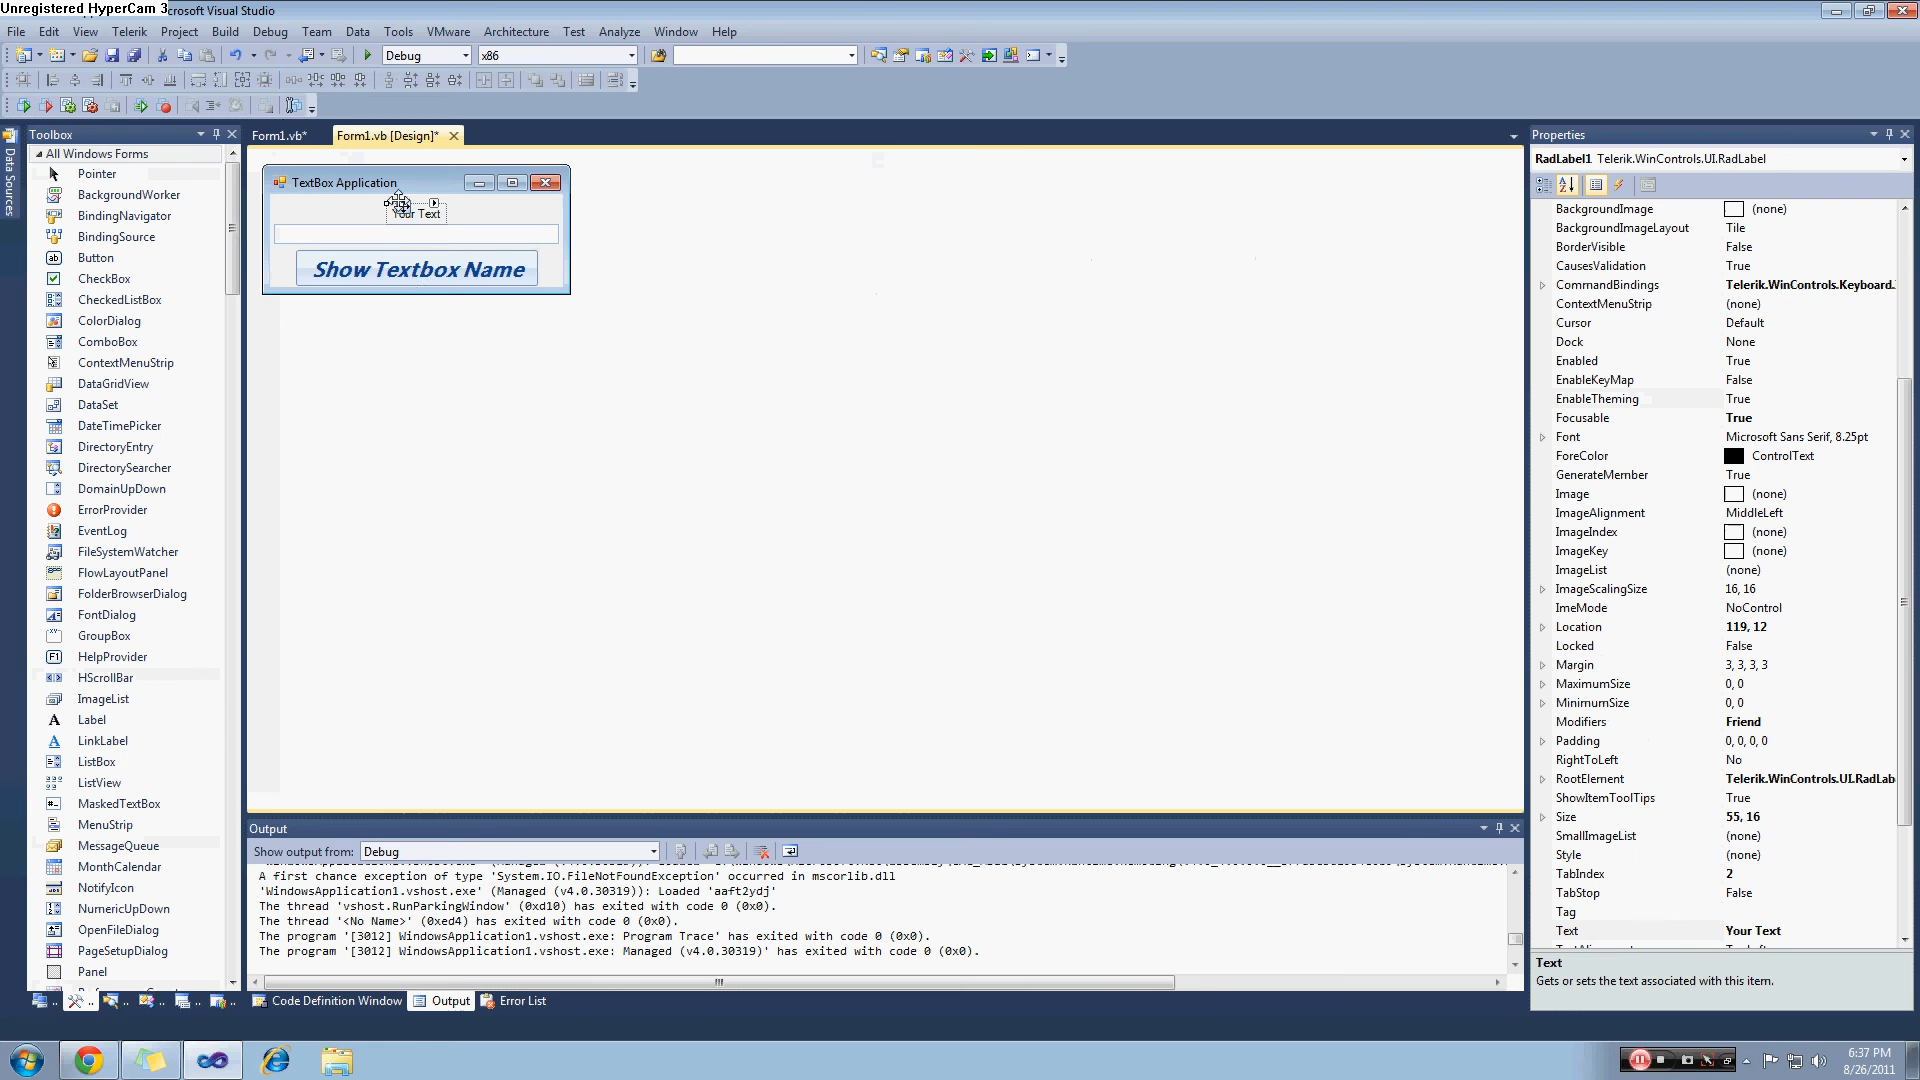 Unregistered HyperCam 3
crosoft Visual Studio
File Edit View Telerik Project Build Debug Team Data Tools VMware Architecture Test Analyze Window Help
Debug x86
Toolbox
Form1.vb* Form1.vb [Design]*
Properties
Data Sources
All Windows Forms
Pointer
BackgroundWorker
BindingNavigator
BindingSource
Button
CheckBox
CheckedListBox
ColorDialog
ComboBox
ContextMenuStrip
DataGridView
DataSet
DateTimePicker
DirectoryEntry
DirectorySearcher
DomainUpDown
ErrorProvider
EventLog
FileSystemWatcher
FlowLayoutPanel
FolderBrowserDialog
FontDialog
GroupBox
HelpProvider
HScrollBar
ImageList
Label
LinkLabel
ListBox
ListView
MaskedTextBox
MenuStrip
MessageQueue
MonthCalendar
NotifyIcon
NumericUpDown
OpenFileDialog
PageSetupDialog
Panel
TextBox Application
Your Text
Show Textbox Name
Output
Show output from: Debug
A first chance exception of type 'System.IO.FileNotFoundException' occurred in mscorlib.dll
'WindowsApplication1.vshost.exe' (Managed (v4.0.30319)): Loaded 'aaft2ydj'
The thread 'vshost.RunParkingWindow' (0xd10) has exited with code 0 (0x0).
The thread '<No Name>' (0xed4) has exited with code 0 (0x0).
The program '[3012] WindowsApplication1.vshost.exe: Program Trace' has exited with code 0 (0x0).
The program '[3012] WindowsApplication1.vshost.exe: Managed (v4.0.30319)' has exited with code 0 (0x0).
Code Definition Window Output Error List
RadLabel1 Telerik.WinControls.UI.RadLabel
BackgroundImage (none)
BackgroundImageLayout Tile
BorderVisible False
CausesValidation True
CommandBindings Telerik.WinControls.Keyboard.
ContextMenuStrip (none)
Cursor Default
Dock None
Enabled True
EnableKeyMap False
EnableTheming True
Focusable True
Font Microsoft Sans Serif, 8.25pt
ForeColor ControlText
GenerateMember True
Image (none)
ImageAlignment MiddleLeft
ImageIndex (none)
ImageKey (none)
ImageList (none)
ImageScalingSize 16, 16
ImeMode NoControl
Location 119, 12
Locked False
Margin 3, 3, 3, 3
MaximumSize 0, 0
MinimumSize 0, 0
Modifiers Friend
Padding 0, 0, 0, 0
RightToLeft No
RootElement Telerik.WinControls.UI.RadLab
ShowItemToolTips True
Size 55, 16
SmallImageList (none)
Style (none)
TabIndex 2
TabStop False
Tag
Text Your Text
Text
Gets or sets the text associated with this item.
6:37 PM
8/26/2011